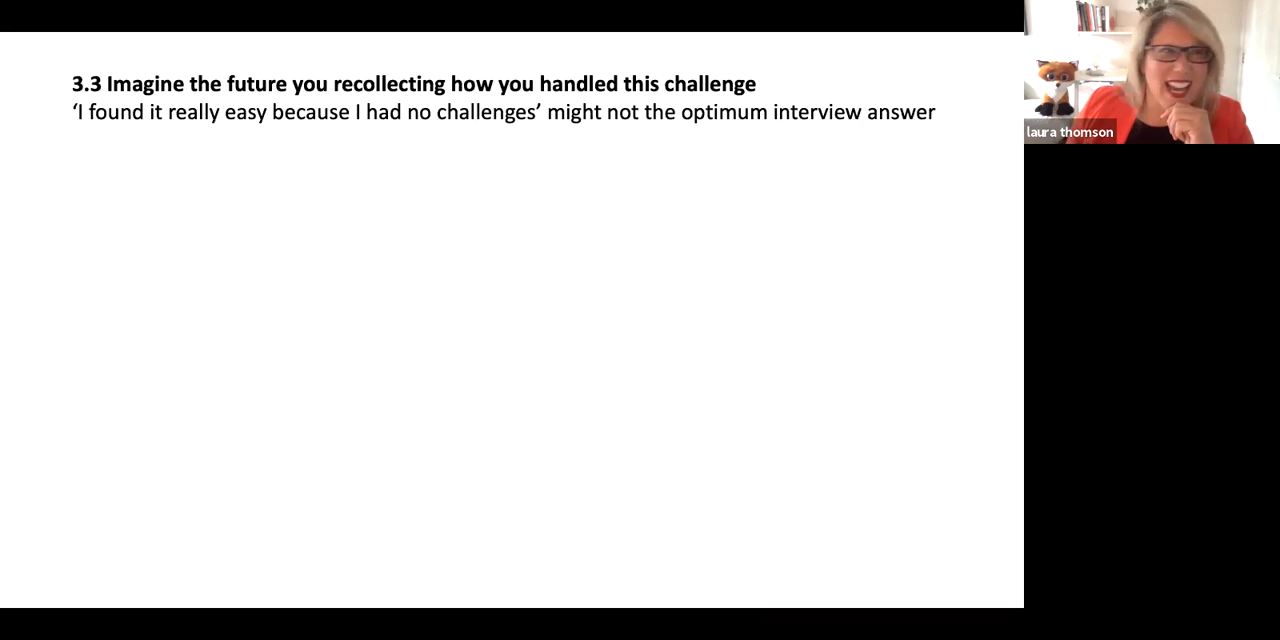 3.3 Imagine the future you recollecting how you handled this challenge
‘I found it really easy because I had no challenges’ might not the optimum interview answer
laura thomson